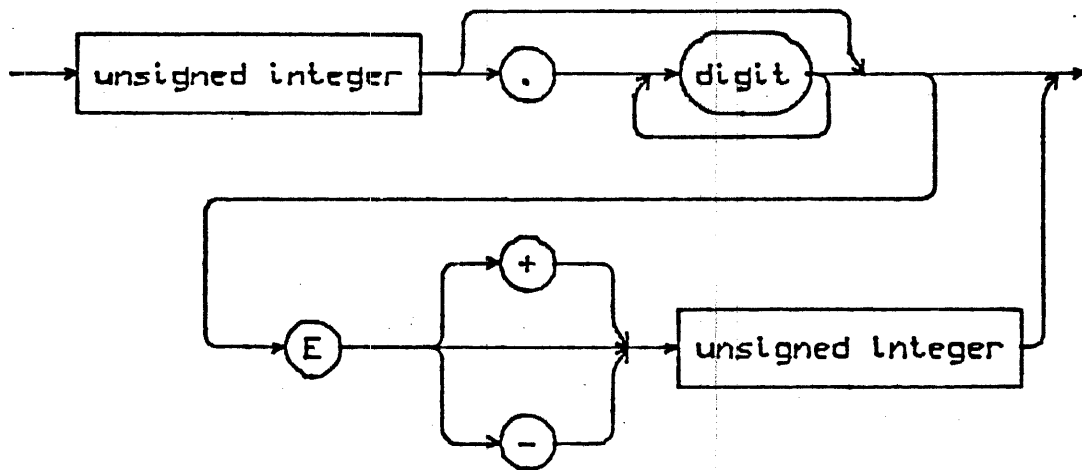 unsigned integer . digit
+
E unsigned integer
-